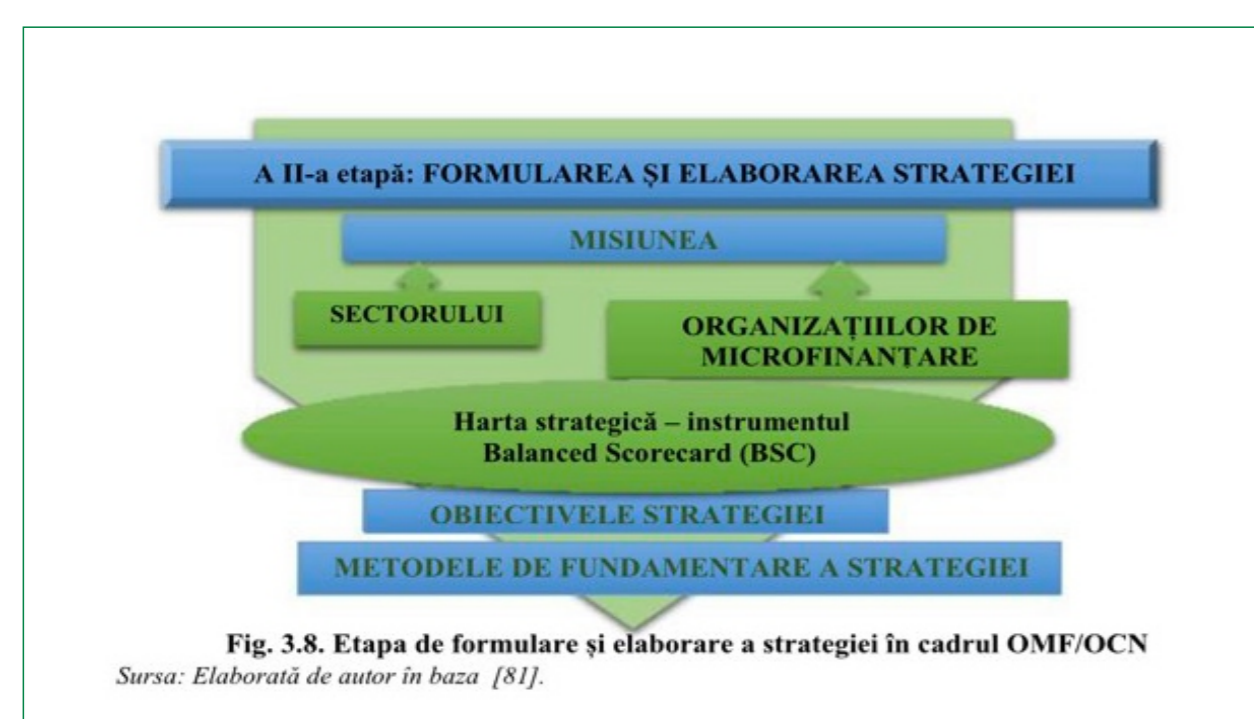 A II-a etapă: FORMULAREA ȘI ELABORAREA STRATEGIEI
MISIUNEA
SECTORULUI
ORGANIZAȚIILOR DE
MICROFINANȚARE
Harta strategică – instrumentul
Balanced Scorecard (BSC)
OBIECTIVELE STRATEGIEI
METODELE DE FUNDAMENTARE A STRATEGIEI
Fig. 3.8. Etapa de formulare și elaborare a strategiei în cadrul OMF/OCN
Sursa: Elaborată de autor în baza [81].